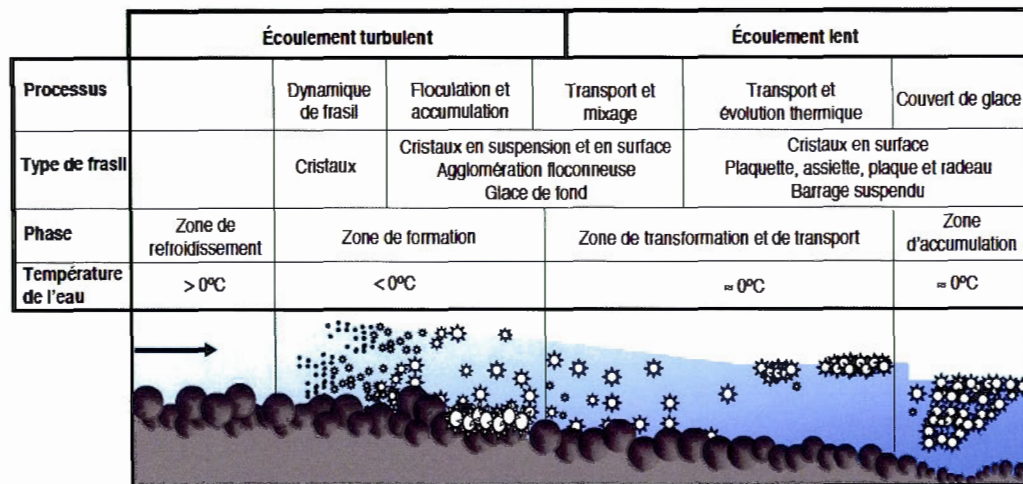 Écoulement turbulent
Écoulement lent
Processus
Dynamique
de frasil
Floculation et
accumulation
Transport et
mixage
Transport et
évolution thermique
Couvert de glace
Type de frasil
Cristaux
Cristaux en suspension et en surface
Agglomération floconneuse
Glace de fond
Cristaux en surface
Plaquette, assiette, plaque et radeau
Barrage suspendu
Phase
Zone de
refroidissement
Zone de formation
Zone de transformation et de transport
Zone
d'accumulation
Température
de l'eau
> 0ºC
< 0ºC
≈ 0ºC
≈ 0ºC